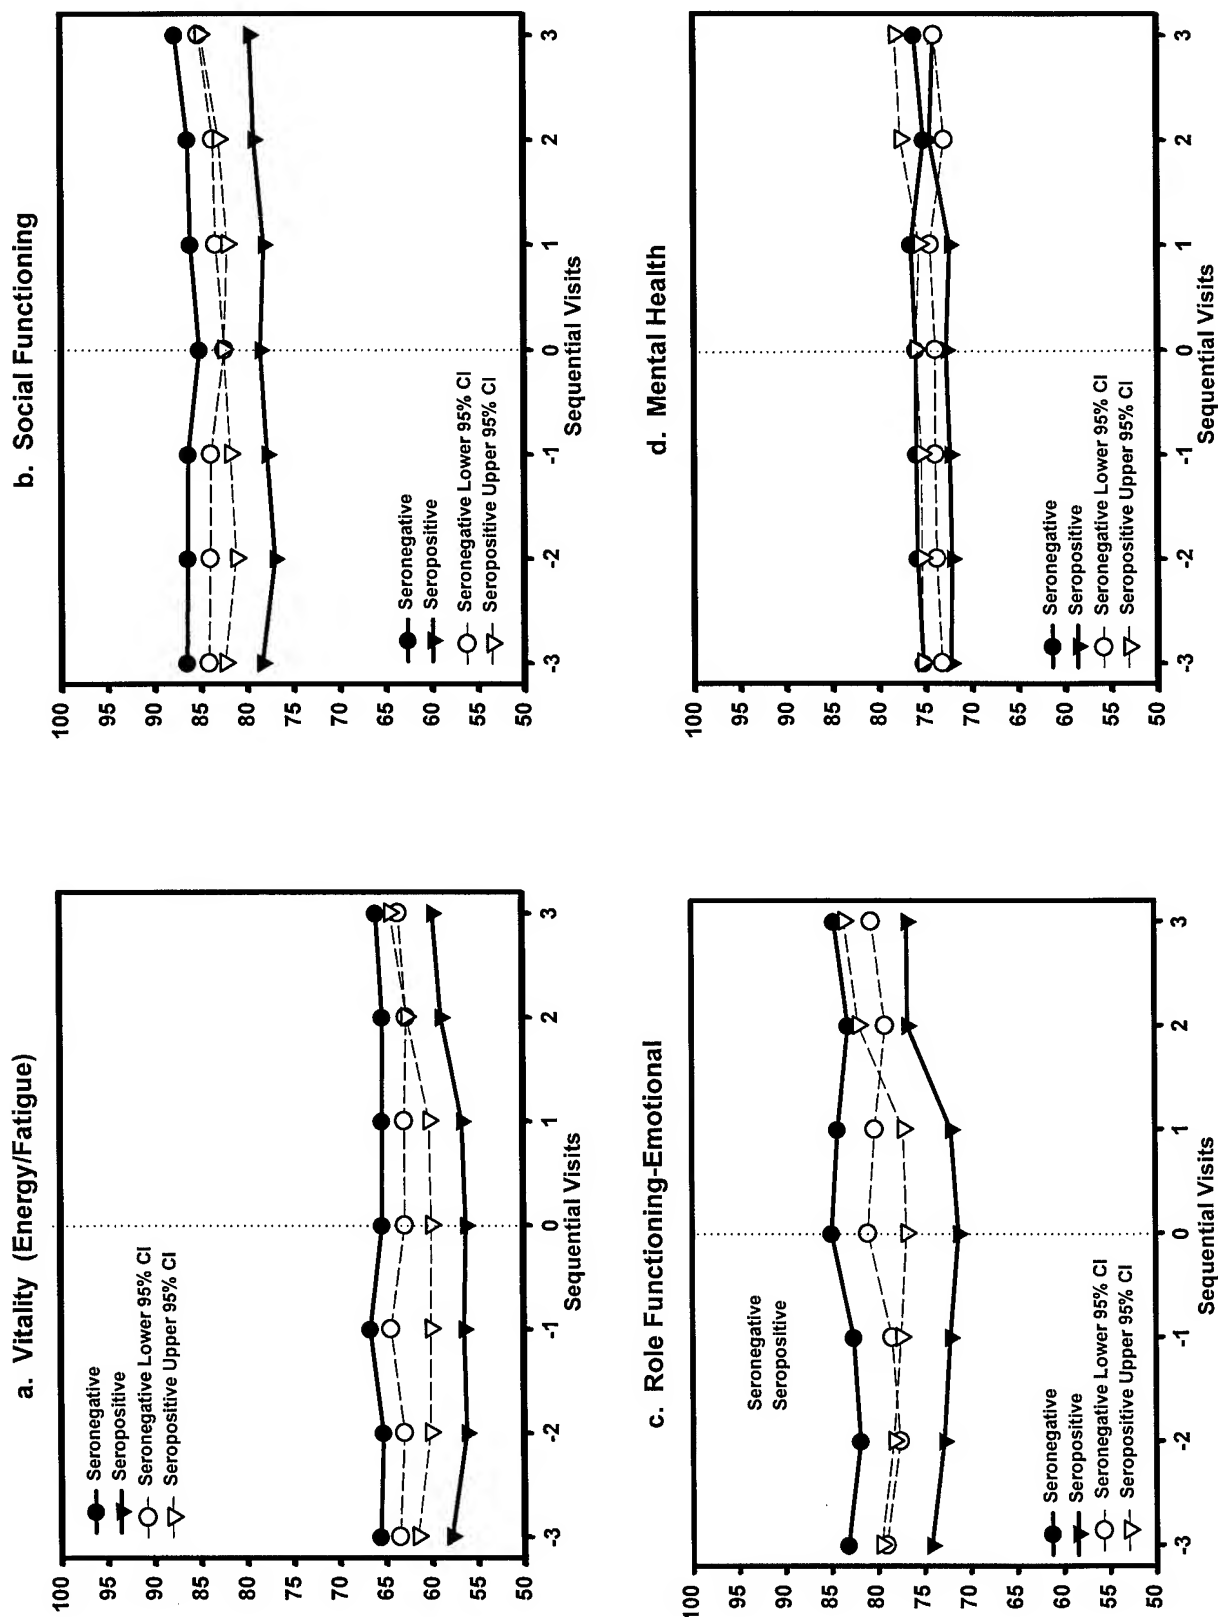 a. Vitality (Energy/Fatigue)
100
95
90
85
80
75
70
65
60
55
50
Seronegative
Seropositive
Seronegative Lower 95% CI
Seropositive Upper 95% CI
-3
-2
-1
0
1
2
3
Sequential Visits
b. Social Functioning
100
95
90
85
80
75
70
65
60
55
50
Seronegative
Seropositive
Seronegative Lower 95% CI
Seropositive Upper 95% CI
-3
-2
-1
0
1
2
3
Sequential Visits
c. Role Functioning-Emotional
100
95
90
85
80
75
70
65
60
55
50
Seronegative
Seropositive
Seronegative
Seropositive
Seronegative Lower 95% CI
Seropositive Upper 95% CI
-3
-2
-1
0
1
2
3
Sequential Visits
d. Mental Health
100
95
90
85
80
75
70
65
60
55
50
Seronegative
Seropositive
Seronegative Lower 95% CI
Seropositive Upper 95% CI
-3
-2
-1
0
1
2
3
Sequential Visits